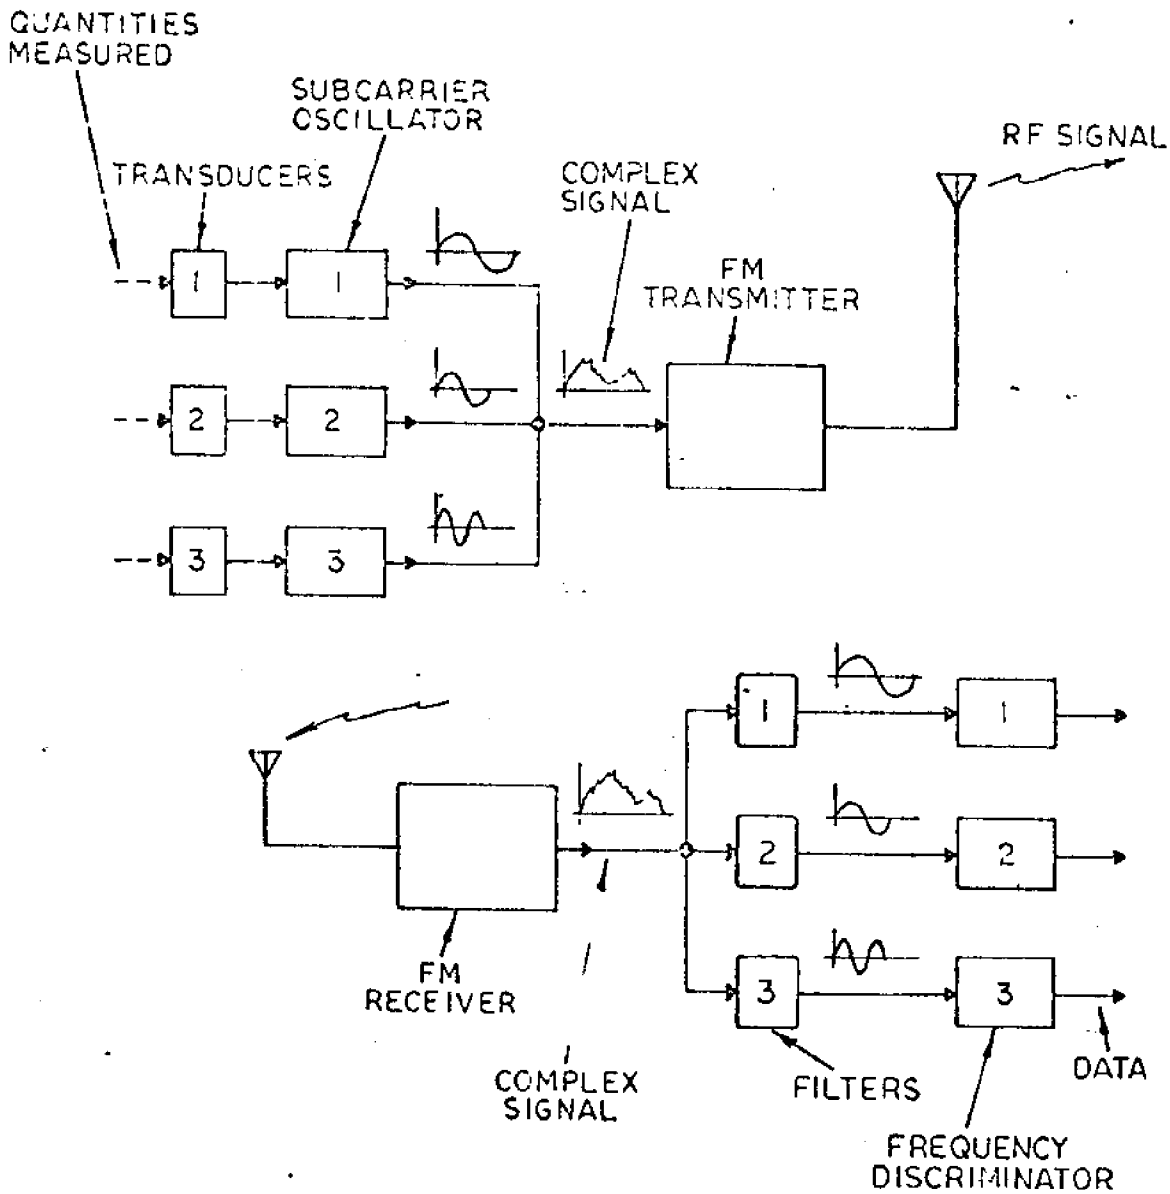 QUANTITIES
MEASURED
SUBCARRIER
OSCILLATOR
TRANSDUCERS
COMPLEX
SIGNAL
RF SIGNAL
FM
TRANSMITTER
1
1
2
2
3
3
1
1
2
2
3
3
FM
RECEIVER
COMPLEX
SIGNAL
FILTERS
DATA
FREQUENCY
DISCRIMINATOR